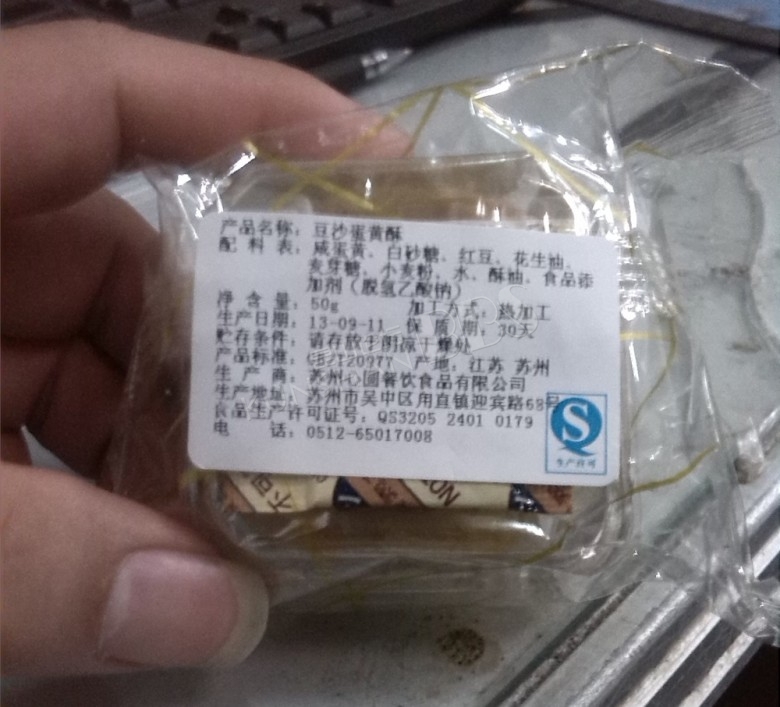 产品名称：豆沙蛋黄酥
配 料 表：咸蛋黄、白砂糖、红豆、花生油、
麦芽糖、小麦粉、水、酥油、食品添
加剂（脱氢乙酸钠）
净 含 量：50g 加工方式：热加工
生产日期：13-09-11 保 质 期：30天
贮存条件：请存放于阴凉干燥处
产品标准：GB/T20977 产地：江苏 苏州
生 产 商：苏州心圆餐饮食品有限公司
生产地址：苏州市吴中区甪直镇迎宾路68号
食品生产许可证号：QS3205 2401 0179
电 话：0512-65017008
QS
生产许可
不可
NOT